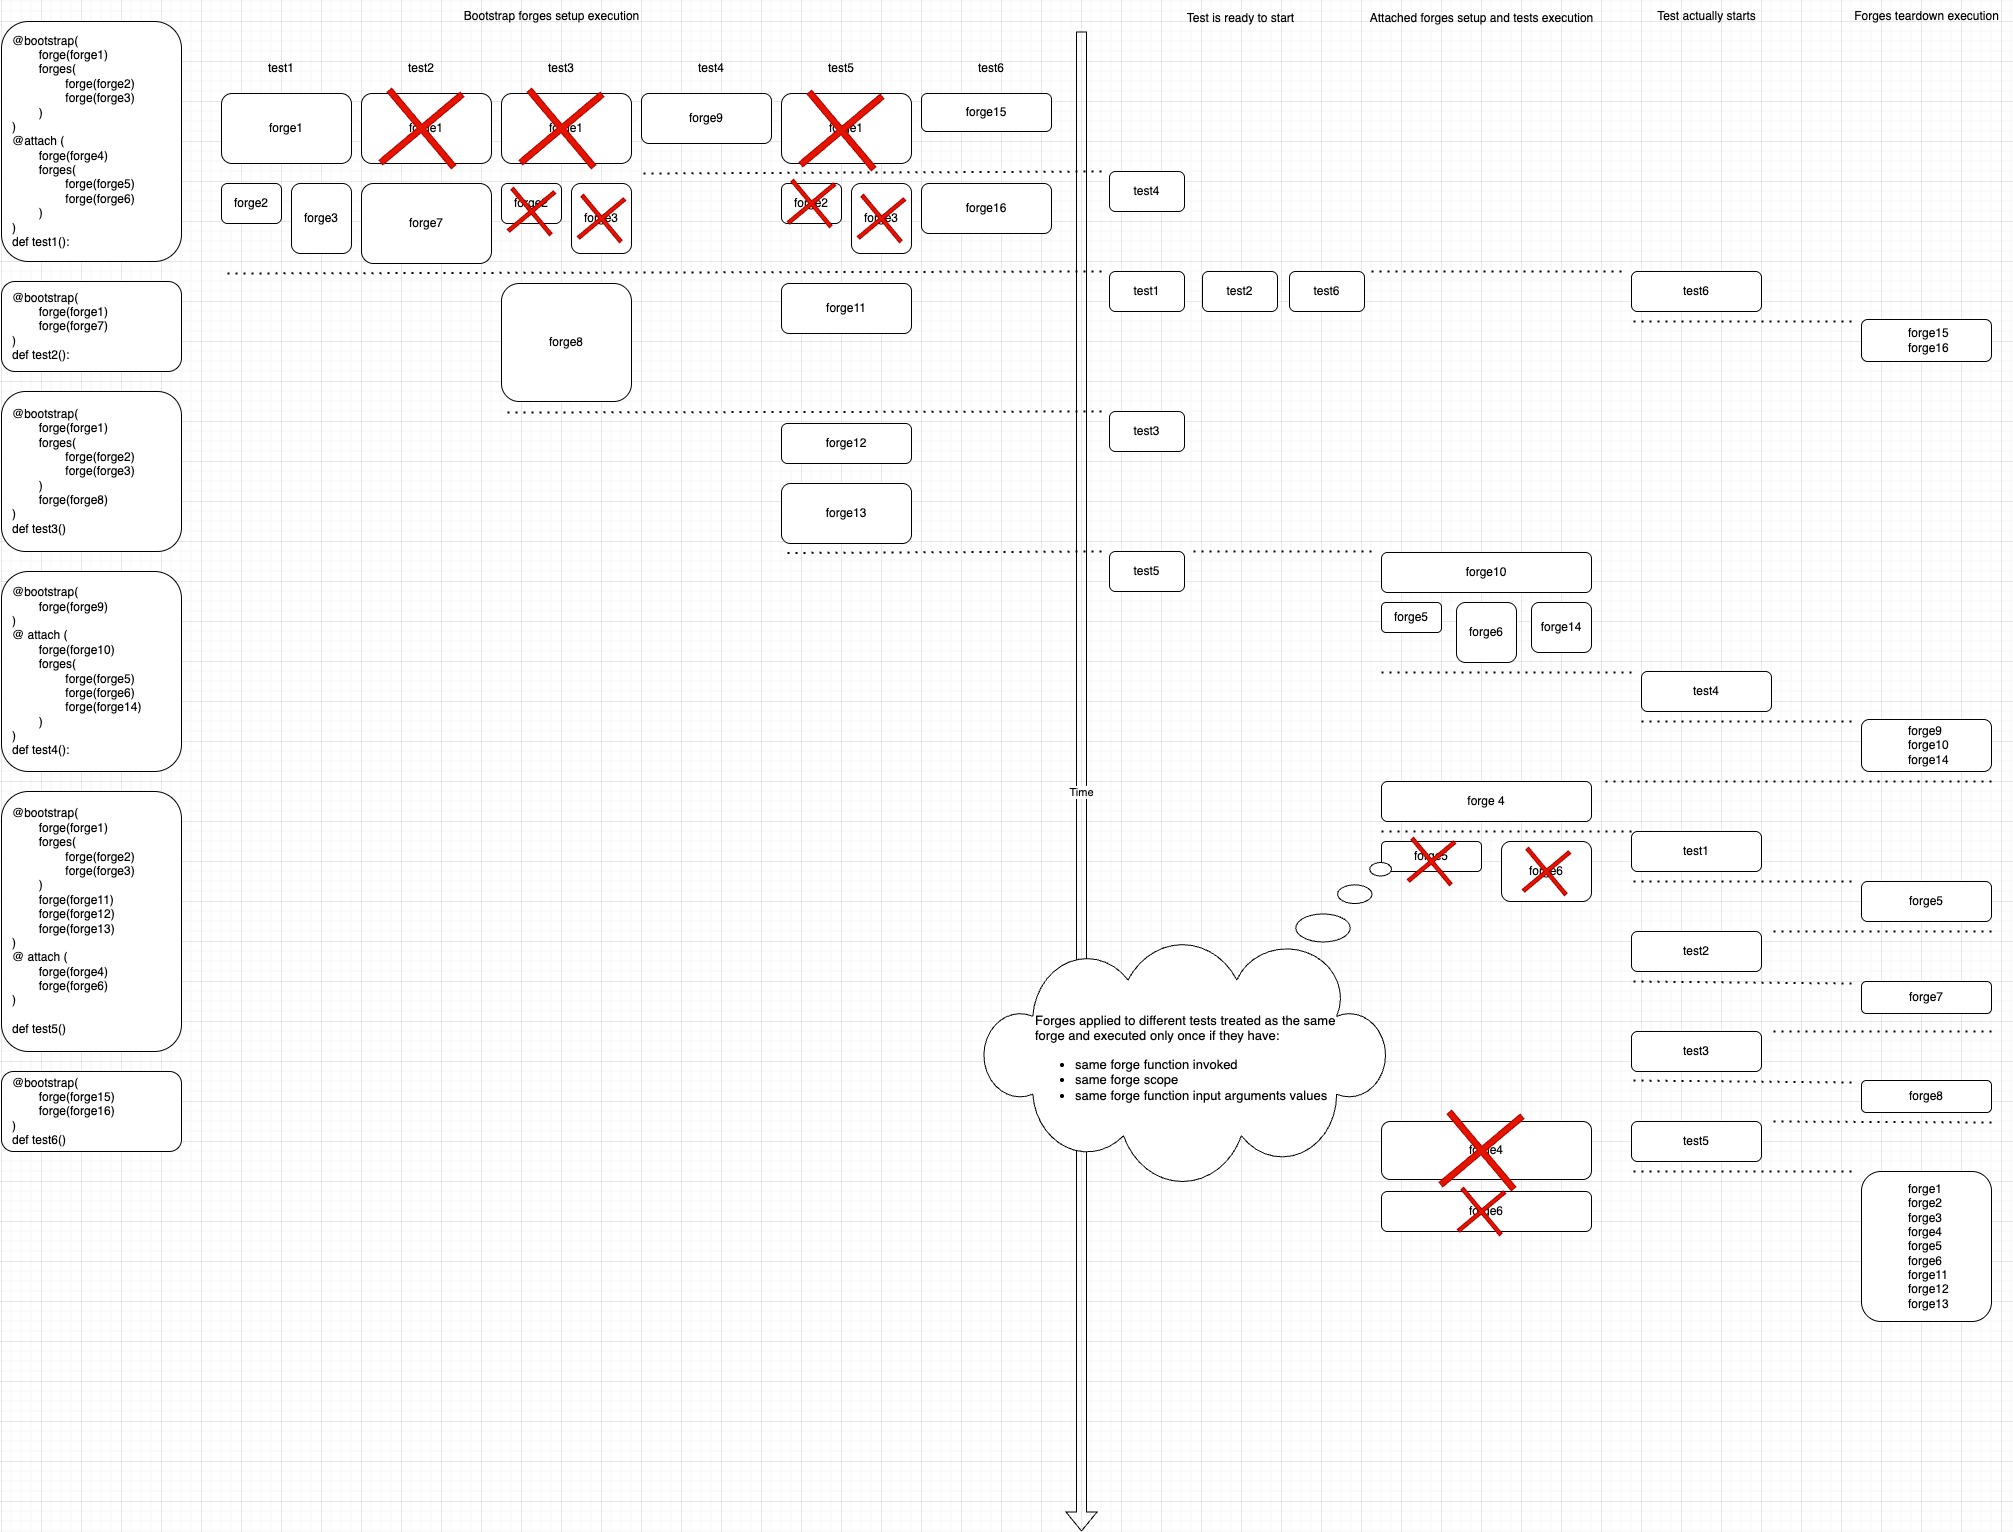 Bootstrap forges setup execution
Test is ready to start
Attached forges setup and tests execution
Test actually starts
Forges teardown execution
@bootstrap(
forge(forge1)
forges(
forge(forge2)
forge(forge3)
)
)
@attach (
forge(forge4)
forges(
forge(forge5)
forge(forge6)
)
)
def test1():
@bootstrap(
forge(forge1)
forge(forge7)
)
def test2():
@bootstrap(
forge(forge1)
forges(
forge(forge2)
forge(forge3)
)
forge(forge8)
)
def test3()
@bootstrap(
forge(forge9)
)
@ attach (
forge(forge10)
forges(
forge(forge5)
forge(forge6)
forge(forge14)
)
)
def test4():
@bootstrap(
forge(forge1)
forges(
forge(forge2)
forge(forge3)
)
forge(forge11)
forge(forge12)
forge(forge13)
)
@ attach (
forge(forge4)
forge(forge6)
)
def test5()
@bootstrap(
forge(forge15)
forge(forge16)
)
def test6()
test1
test2
test3
test4
test5
test6
forge1
forge1
forge1
forge9
forge1
forge15
forge2
forge3
forge7
forge2
forge3
forge2
forge3
forge16
forge8
forge11
forge12
forge13
Time
test4
test1
test2
test6
test3
test5
forge10
forge5
forge6
forge14
forge 4
forge5
forge6
forge4
forge6
Forges applied to different tests treated as the same
forge and executed only once if they have:
• same forge function invoked
• same forge scope
• same forge function input arguments values
test6
test4
test1
test2
test3
test5
forge15
forge16
forge9
forge10
forge14
forge5
forge7
forge8
forge1
forge2
forge3
forge4
forge5
forge6
forge11
forge12
forge13